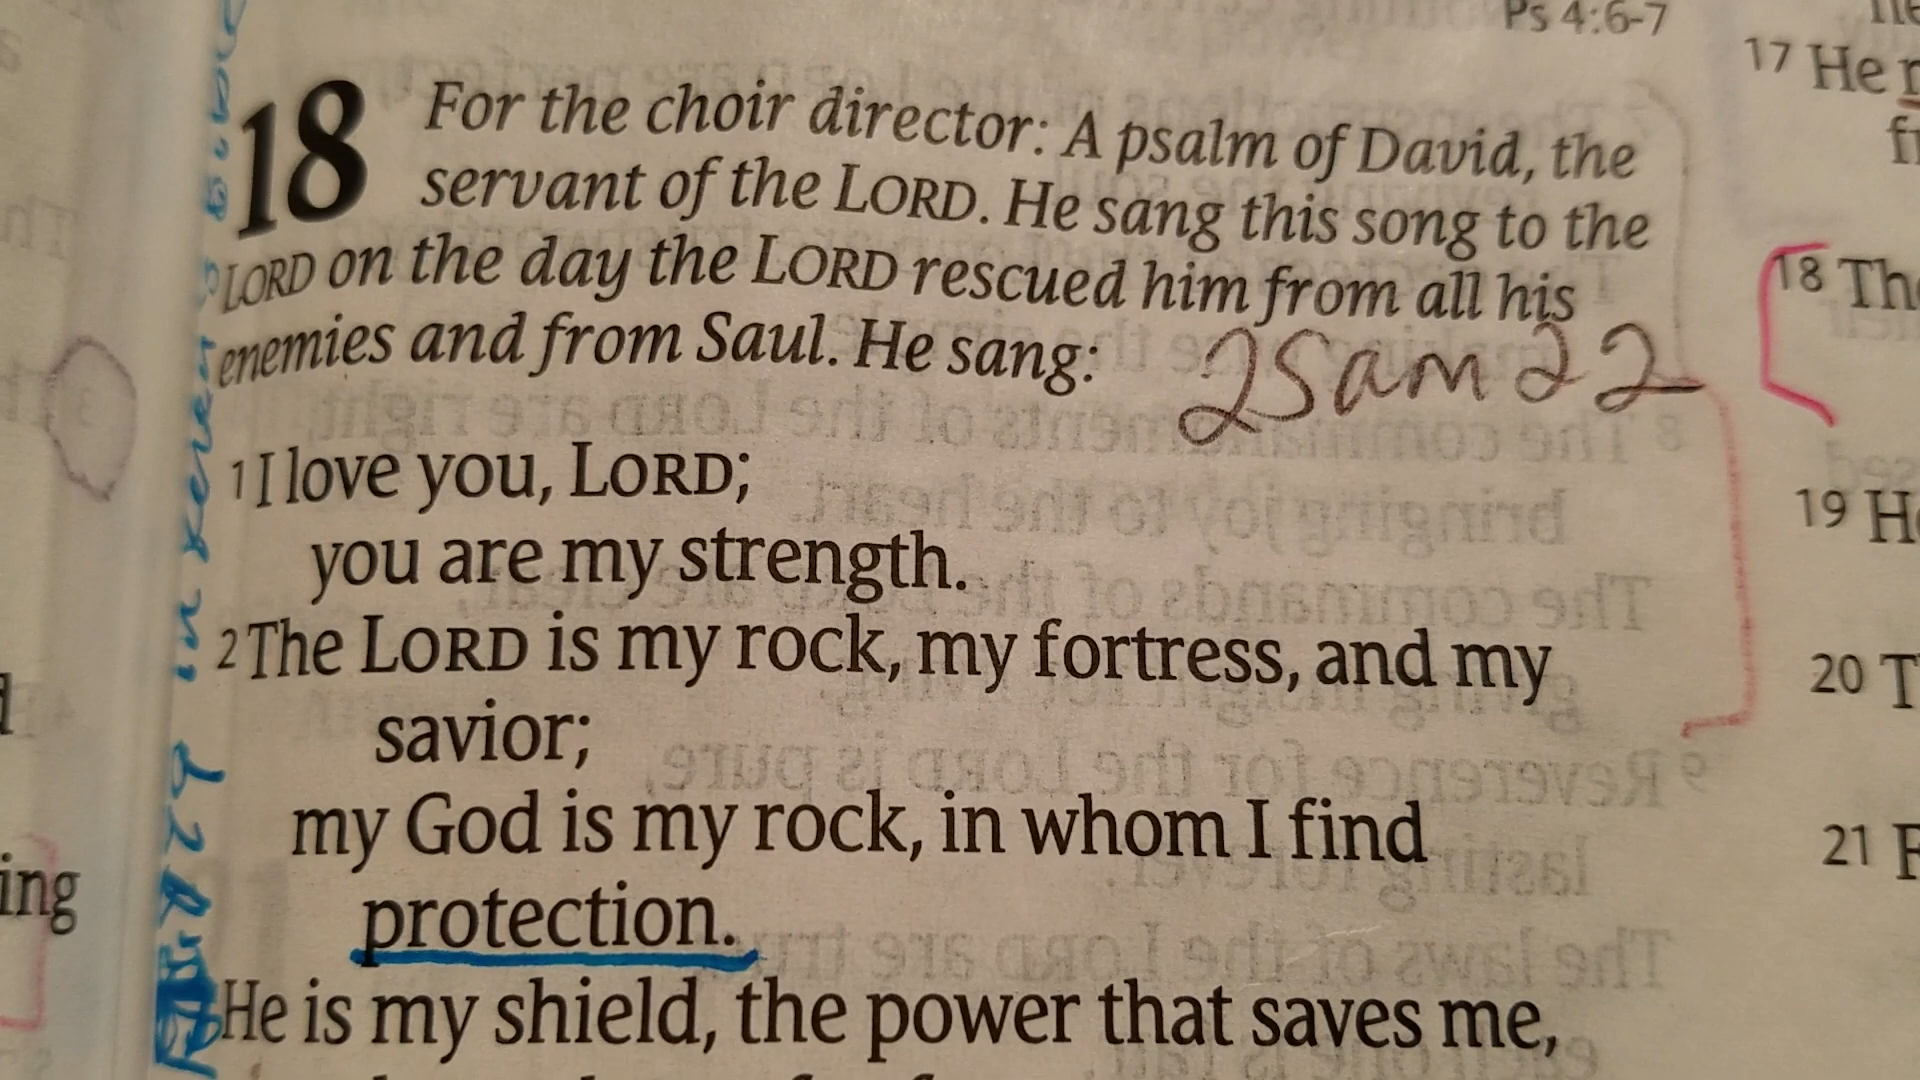 Ps 4:6-7
18 For the choir director: A psalm of David, the
servant of the LORD. He sang this song to the
LORD on the day the LORD rescued him from all his
enemies and from Saul. He sang:
2 Sam 22
1 I love you, LORD;
you are my strength.
2 The LORD is my rock, my fortress, and my
savior;
my God is my rock, in whom I find
protection.
He is my shield, the power that saves me,
ing
17 He
18
19
20
21